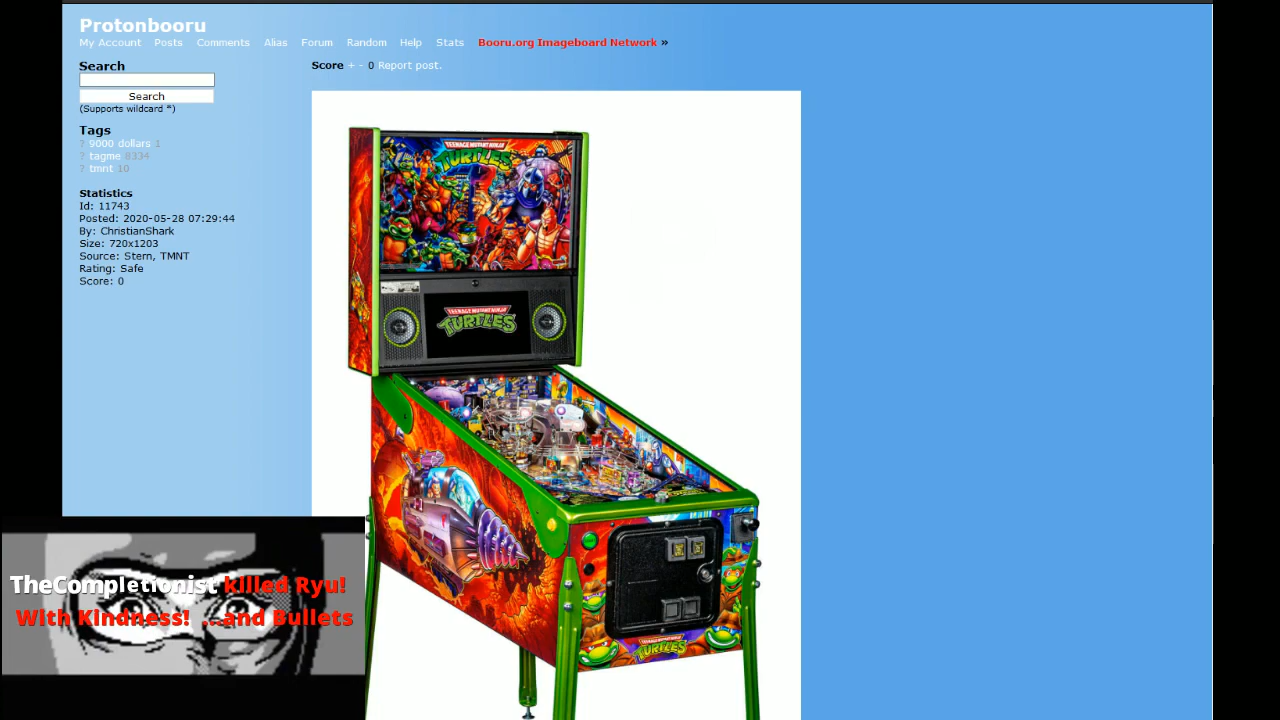 Protonbooru
My Account Posts Comments Alias Forum Random Help Stats Booru.org Imageboard Network »
Search
Search
(Supports wildcard *)
Tags
? 9000 dollars 1
? tagme 8334
? tmnt 10
Statistics
Id: 11743
Posted: 2020-05-28 07:29:44
By: ChristianShark
Size: 720x1203
Source: Stern, TMNT
Rating: Safe
Score: 0
Score + - 0 Report post.
TEENAGE MUTANT NINJA
TURTLES
TEENAGE MUTANT NINJA
TURTLES
TEENAGE MUTANT NINJA
TURTLES
TheCompletionist killed Ryu!
With Kindness! ...and Bullets